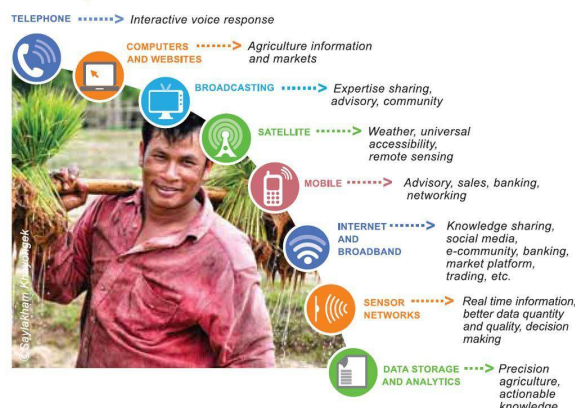 TELEPHONE Interactive voice response
COMPUTERS Agriculture information
AND WEBSITES and markets
BROADCASTING Expertise sharing,
advisory, community
SATELLITE Weather, universal
accessibility,
remote sensing
MOBILE Advisory, sales, banking,
networking
INTERNET Knowledge sharing,
AND social media,
BROADBAND e-community, banking,
market platform,
trading, etc.
SENSOR Real time information,
NETWORKS better data quantity
and quality, decision
making
DATA STORAGE Precision
AND ANALYTICS agriculture,
actionable
knowledge